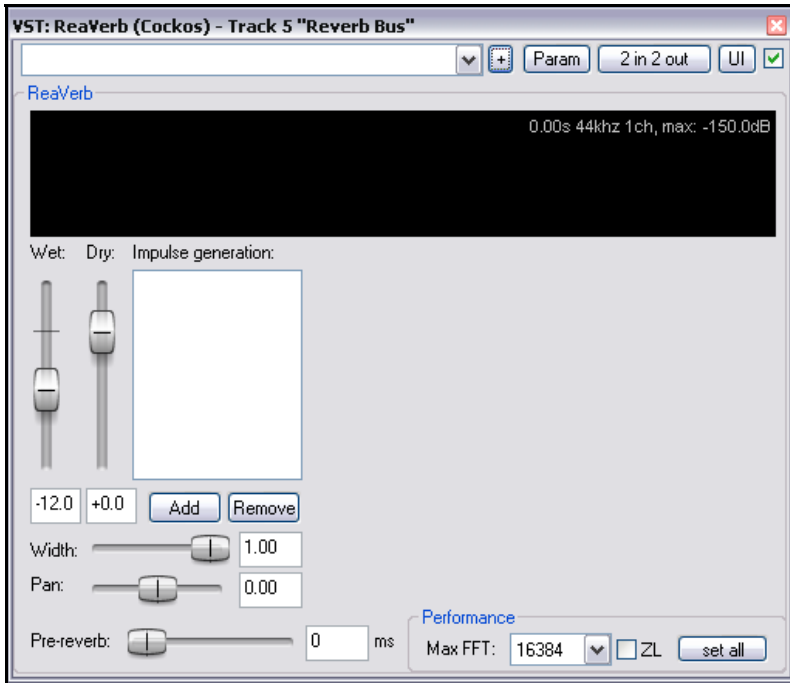 VST: ReaVerb (Cockos) - Track 5 "Reverb Bus"
+ Param 2 in 2 out UI
ReaVerb
0.00s 44khz 1ch, max: -150.0dB
Wet: Dry: Impulse generation:
-12.0 +0.0 Add Remove
Width: 1.00
Pan: 0.00
Performance
Pre-reverb: 0 ms Max FFT: 16384 ZL set all